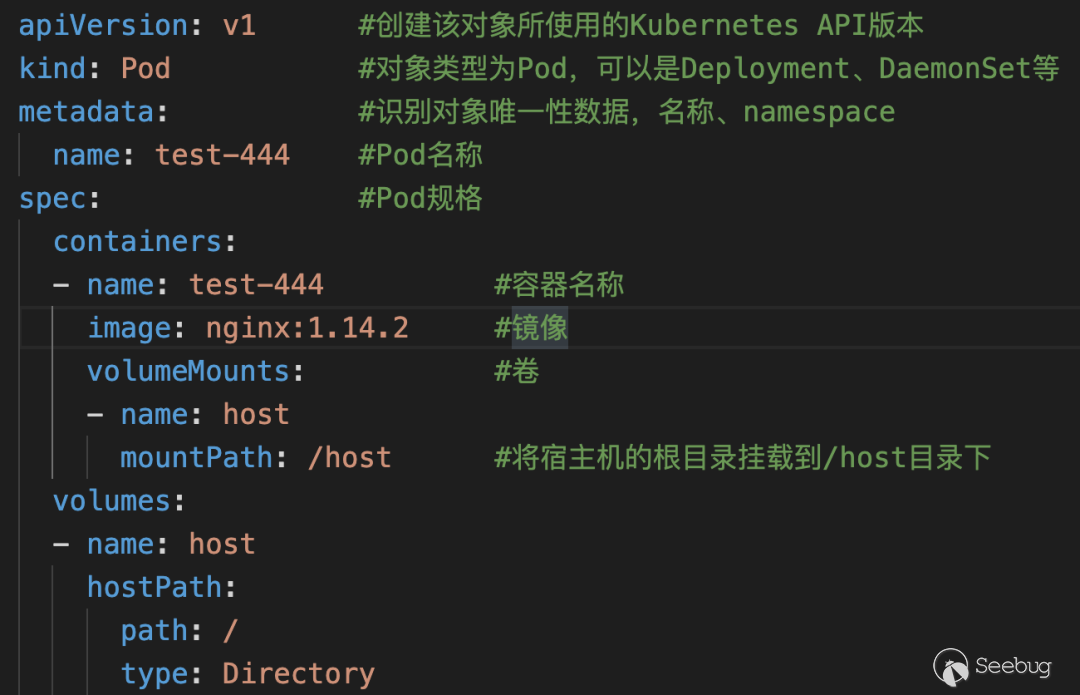 apiVersion: v1 #创建该对象所使用的Kubernetes API版本
kind: Pod #对象类型为Pod，可以是Deployment、DaemonSet等
metadata: #识别对象唯一性数据，名称、namespace
name: test-444 #Pod名称
spec: #Pod规格
containers:
- name: test-444 #容器名称
image: nginx:1.14.2 #镜像
volumeMounts: #卷
- name: host
mountPath: /host #将宿主机的根目录挂载到/host目录下
volumes:
- name: host
hostPath:
path: /
type: Directory
Seebug